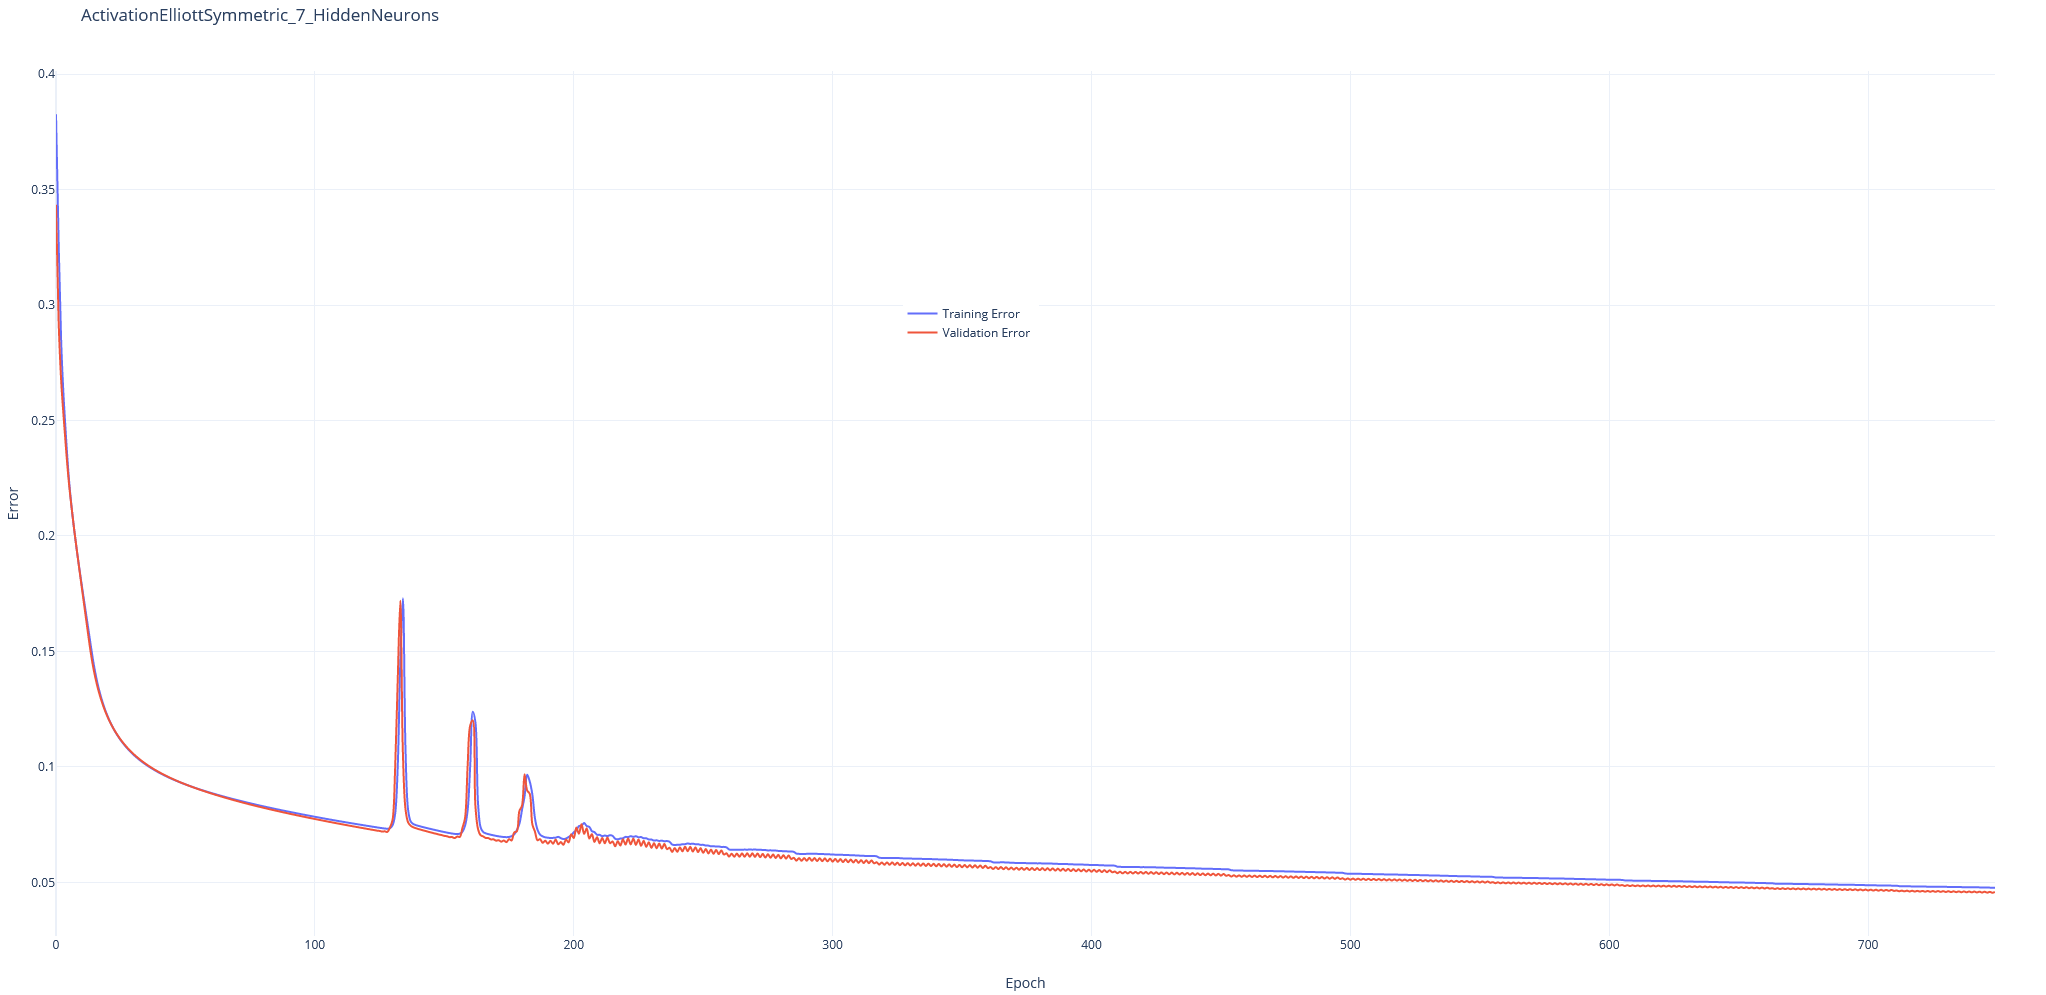 ActivationElliottSymmetric_7_HiddenNeurons
0.4
0.35
0.3
0.25
0.2
0.15
0.1
0.05
Error
Training Error
Validation Error
0 100 200 300 400 500 600 700
Epoch